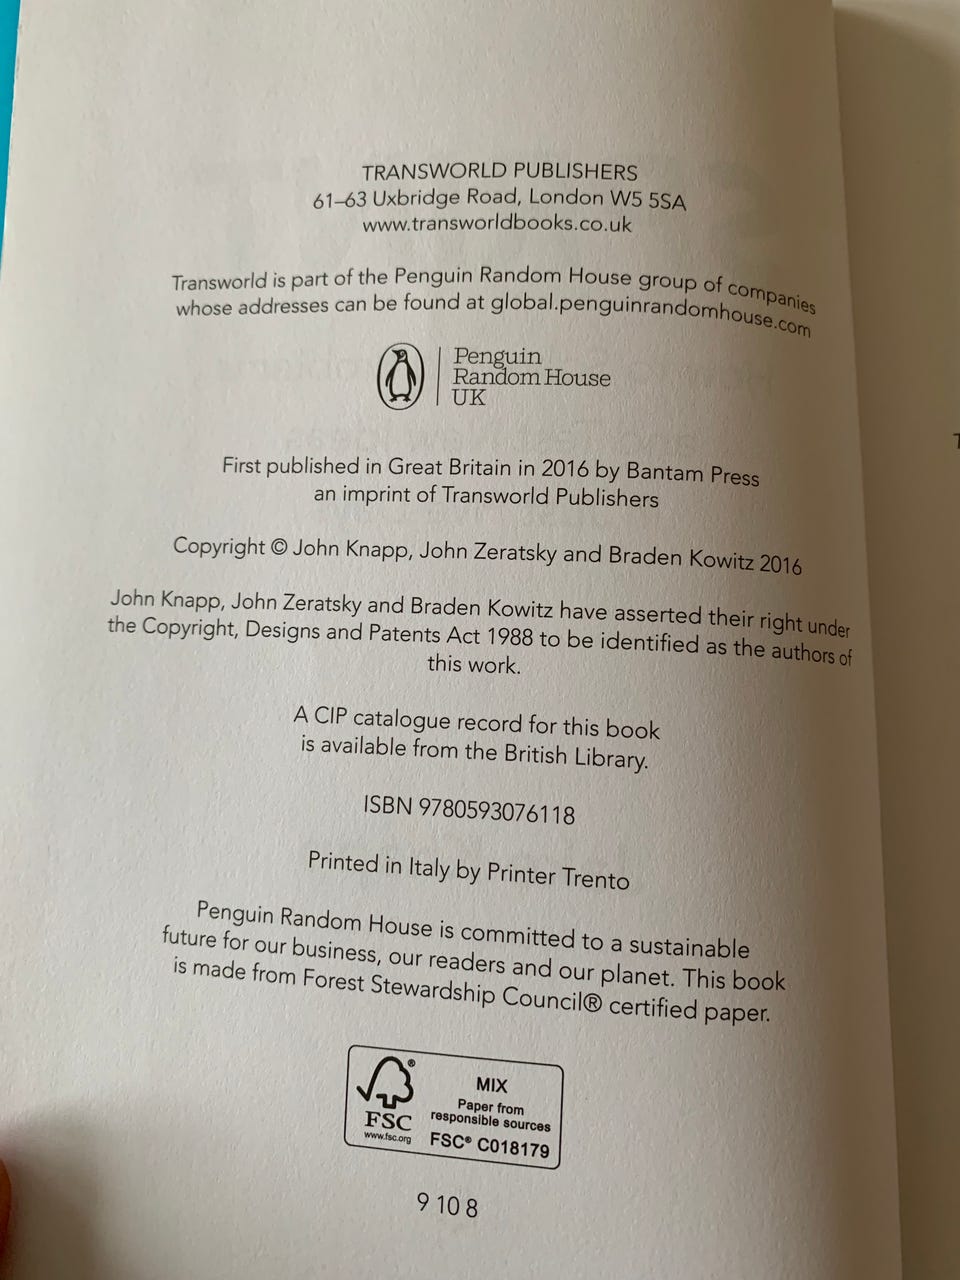 TRANSWORLD PUBLISHERS
61–63 Uxbridge Road, London W5 5SA
www.transworldbooks.co.uk
Transworld is part of the Penguin Random House group of companies
whose addresses can be found at global.penguinrandomhouse.com
Penguin
Random House
UK
First published in Great Britain in 2016 by Bantam Press
an imprint of Transworld Publishers
Copyright © John Knapp, John Zeratsky and Braden Kowitz 2016
John Knapp, John Zeratsky and Braden Kowitz have asserted their right under
the Copyright, Designs and Patents Act 1988 to be identified as the authors of
this work.
A CIP catalogue record for this book
is available from the British Library.
ISBN 9780593076118
Printed in Italy by Printer Trento
Penguin Random House is committed to a sustainable
future for our business, our readers and our planet. This book
is made from Forest Stewardship Council® certified paper.
®
FSC
www.fsc.org
MIX
Paper from
responsible sources
FSC® C018179
9 10 8